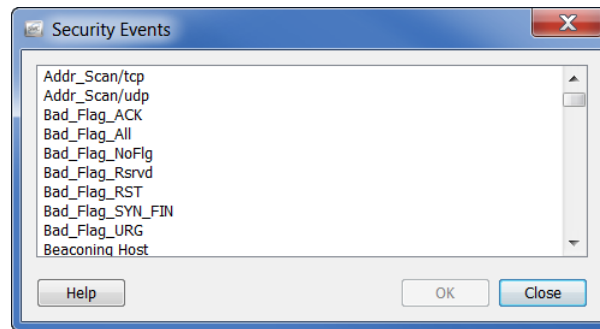 Security Events
Addr_Scan/tcp
Addr_Scan/udp
Bad_Flag_ACK
Bad_Flag_All
Bad_Flag_NoFlg
Bad_Flag_Rsrvd
Bad_Flag_RST
Bad_Flag_SYN_FIN
Bad_Flag_URG
Beaconing Host
Help
OK
Close